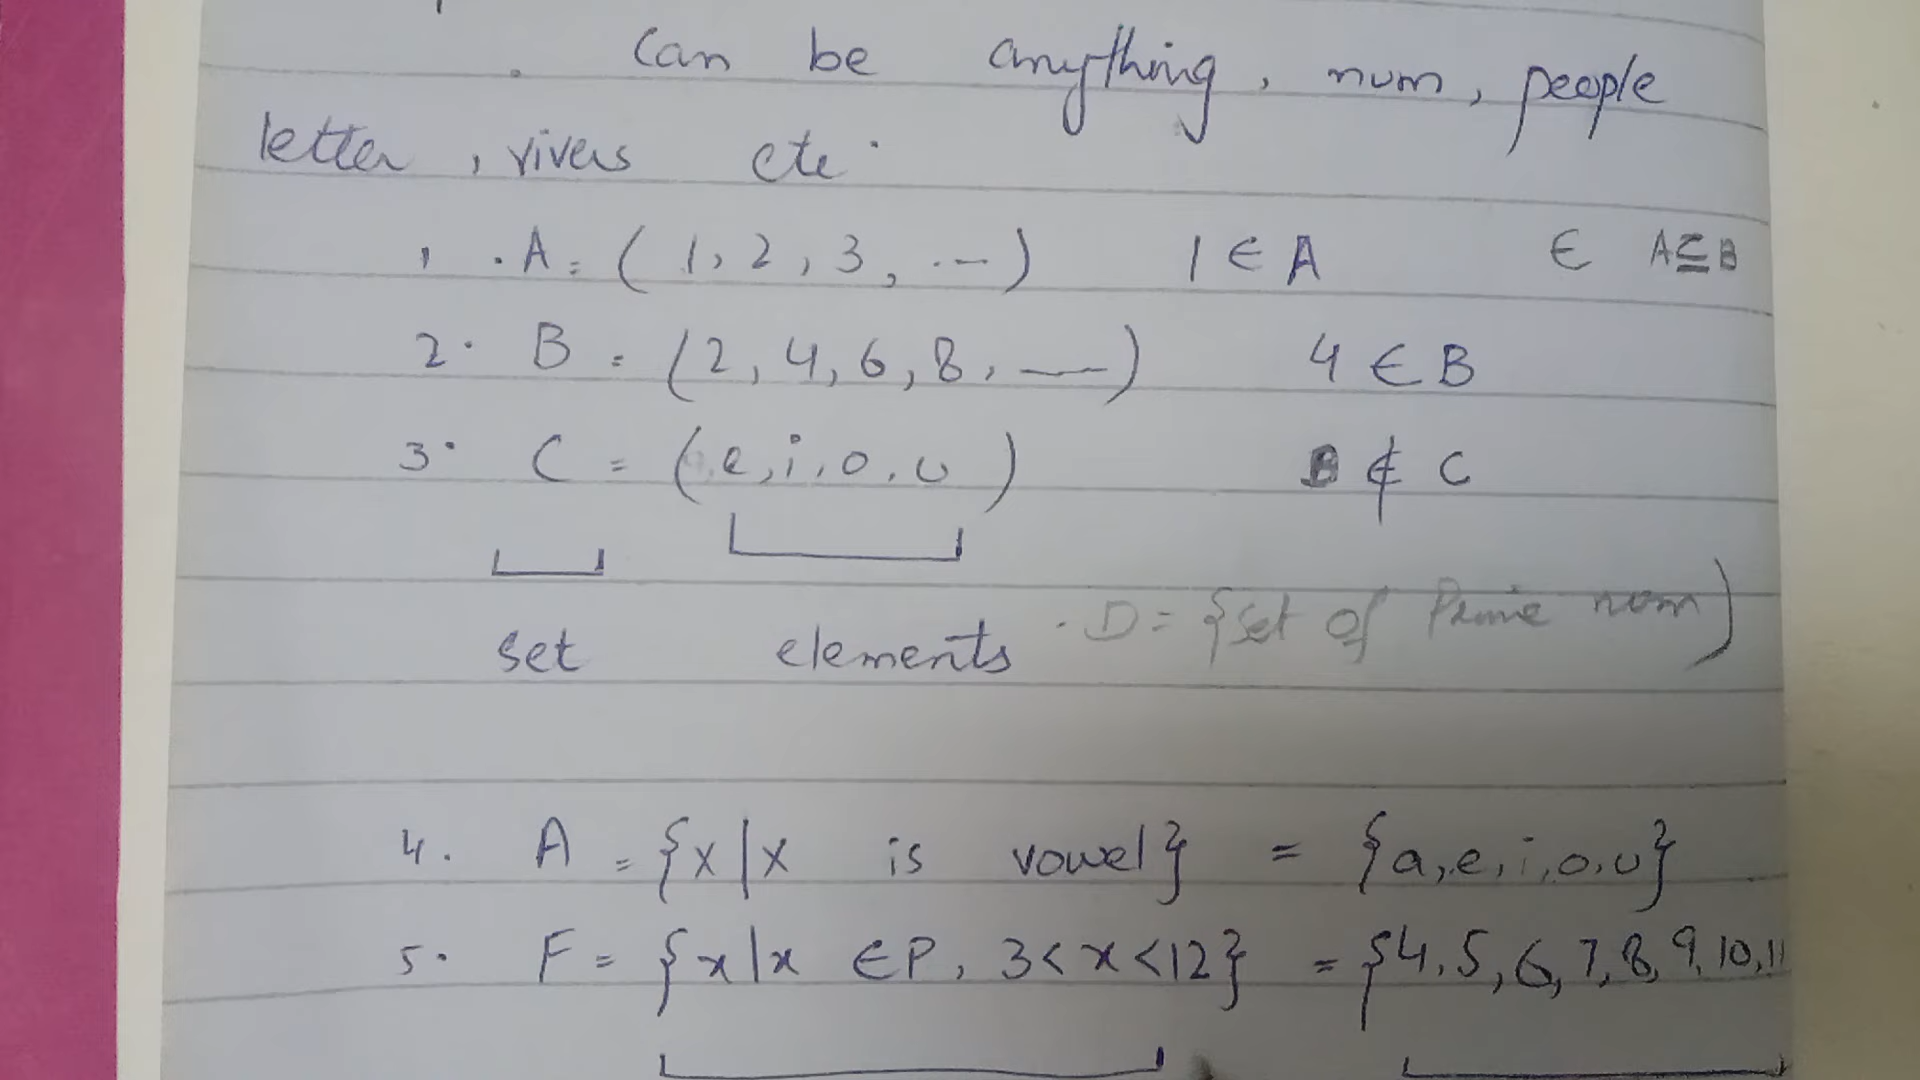 can be anything, num, people
letter, rivers etc.
1. A = (1, 2, 3, ...) 1 ∈ A ∈ A⊆B
2. B = (2, 4, 6, 8, ——) 4 ∈ B
3. C = (e, i, o, u) B ∉ C
set elements . D = {set of Prime num)
4. A = {x|x is vowel} = {a, e, i, o, u}
5. F = {x|x ∈P, 3<x<12} = {4, 5, 6, 7, 8, 9, 10, 11